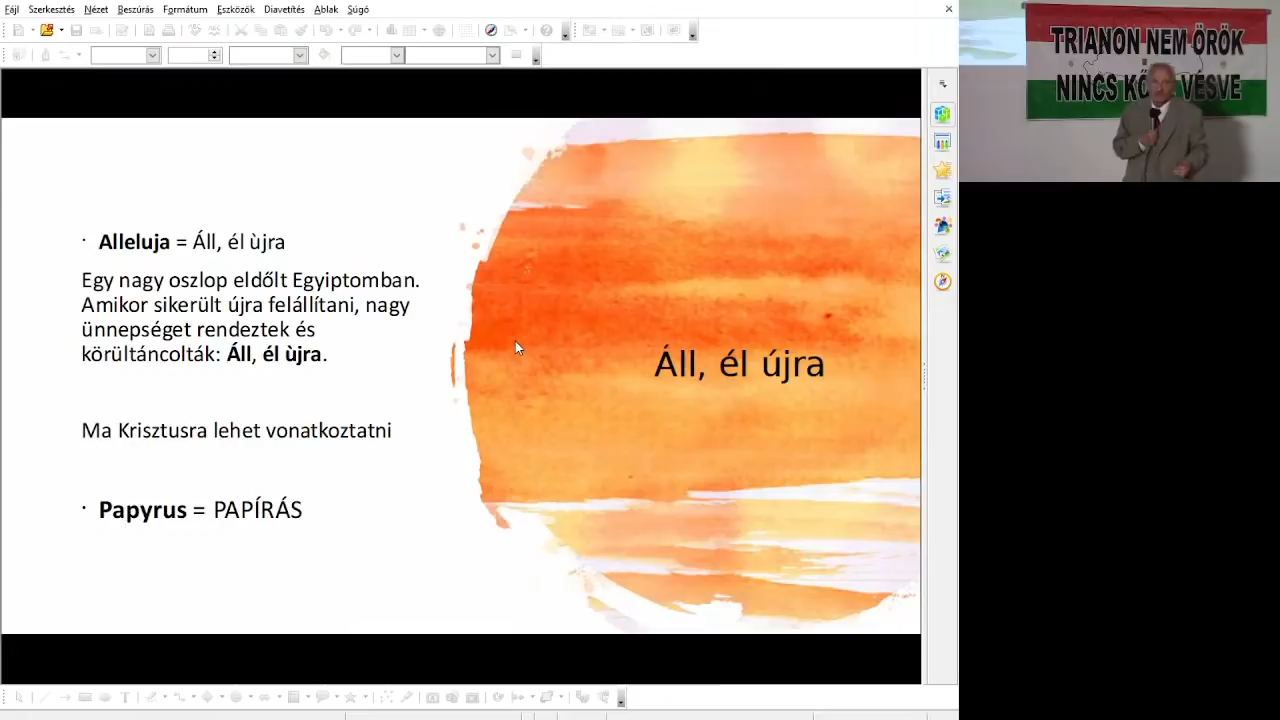 Fájl Szerkesztés Nézet Beszúrás Formátum Eszközök Diavetítés Ablak Súgó
TRIANON NEM ÖRÖK
NINCS VÉSVE
· Alleluja = Áll, él ùjra
Egy nagy oszlop eldőlt Egyiptomban.
Amikor sikerült újra felállítani, nagy
ünnepséget rendeztek és
körültáncolták: Áll, él ùjra.
Áll, él újra
Ma Krisztusra lehet vonatkoztatni
· Papyrus = PAPÍRÁS